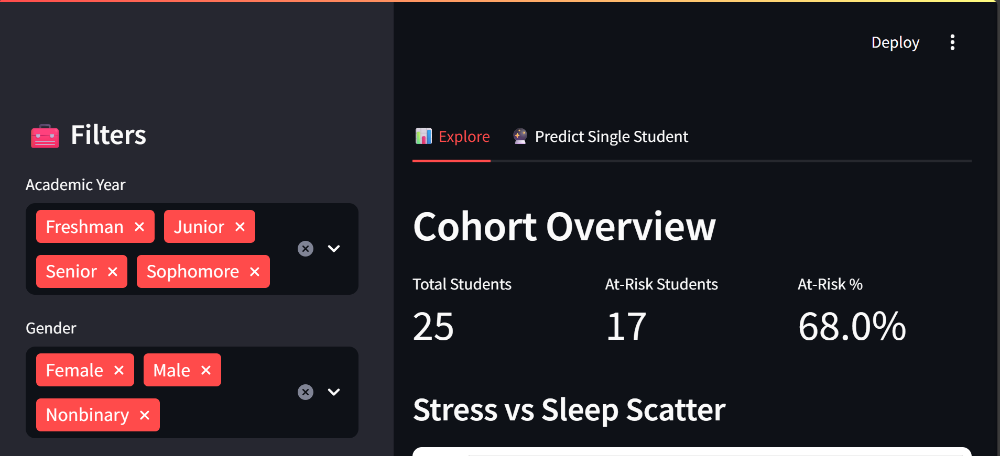 Deploy
Filters
Academic Year
Freshman
Junior
Senior
Sophomore
Gender
Female
Male
Nonbinary
Explore
Predict Single Student
Cohort Overview
Total Students
25
At-Risk Students
17
At-Risk %
68.0%
Stress vs Sleep Scatter